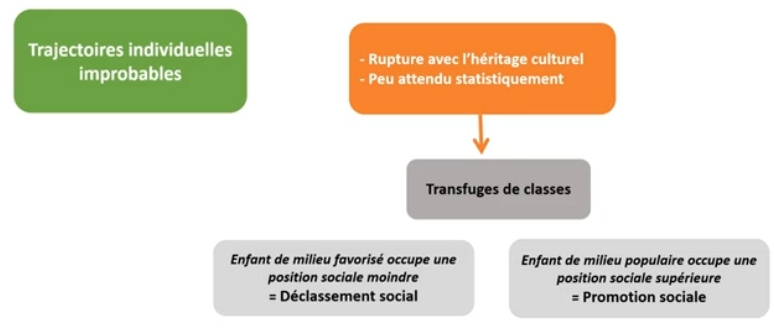 Trajectoires individuelles
improbables
- Rupture avec l'héritage culturel
- Peu attendu statistiquement
Transfuges de classes
Enfant de milieu favorisé occupe une
position sociale moindre
= Déclassement social
Enfant de milieu populaire occupe une
position sociale supérieure
= Promotion sociale